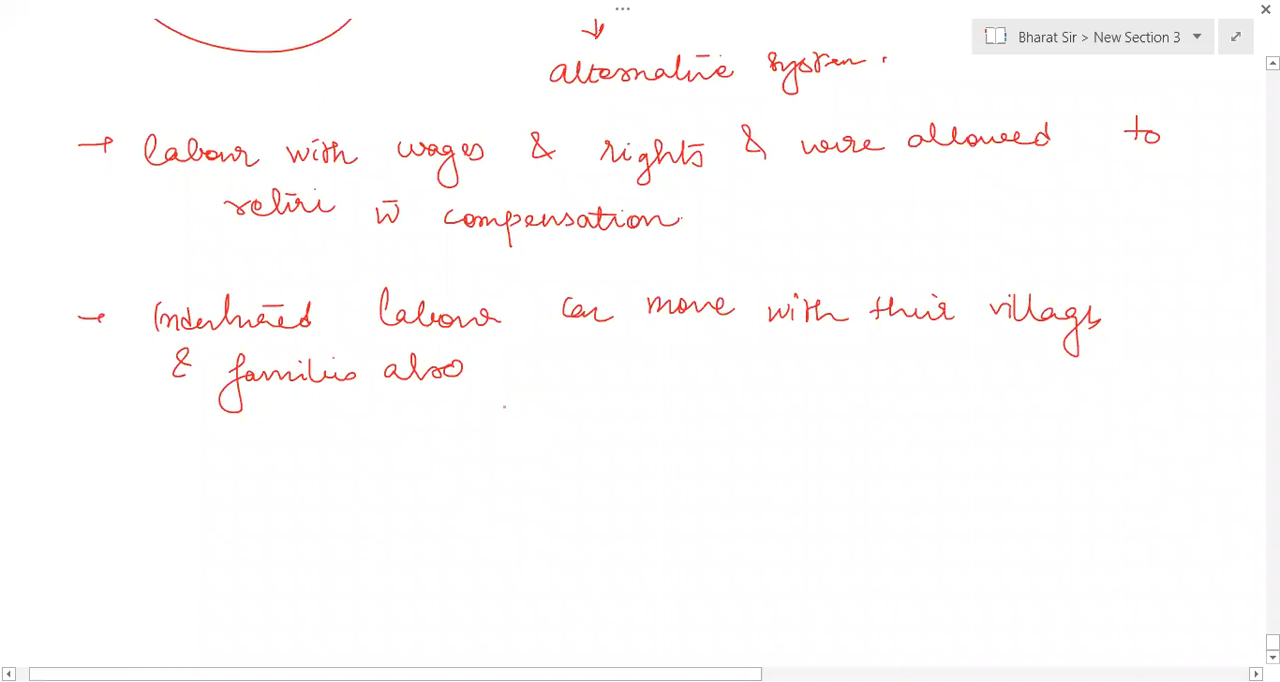 Bharat Sir > New Section 3
alternative system.
→ labour with wages & rights & were allowed to
retire w̄ compensation
→ Indentured labour can move with their villages
& families also